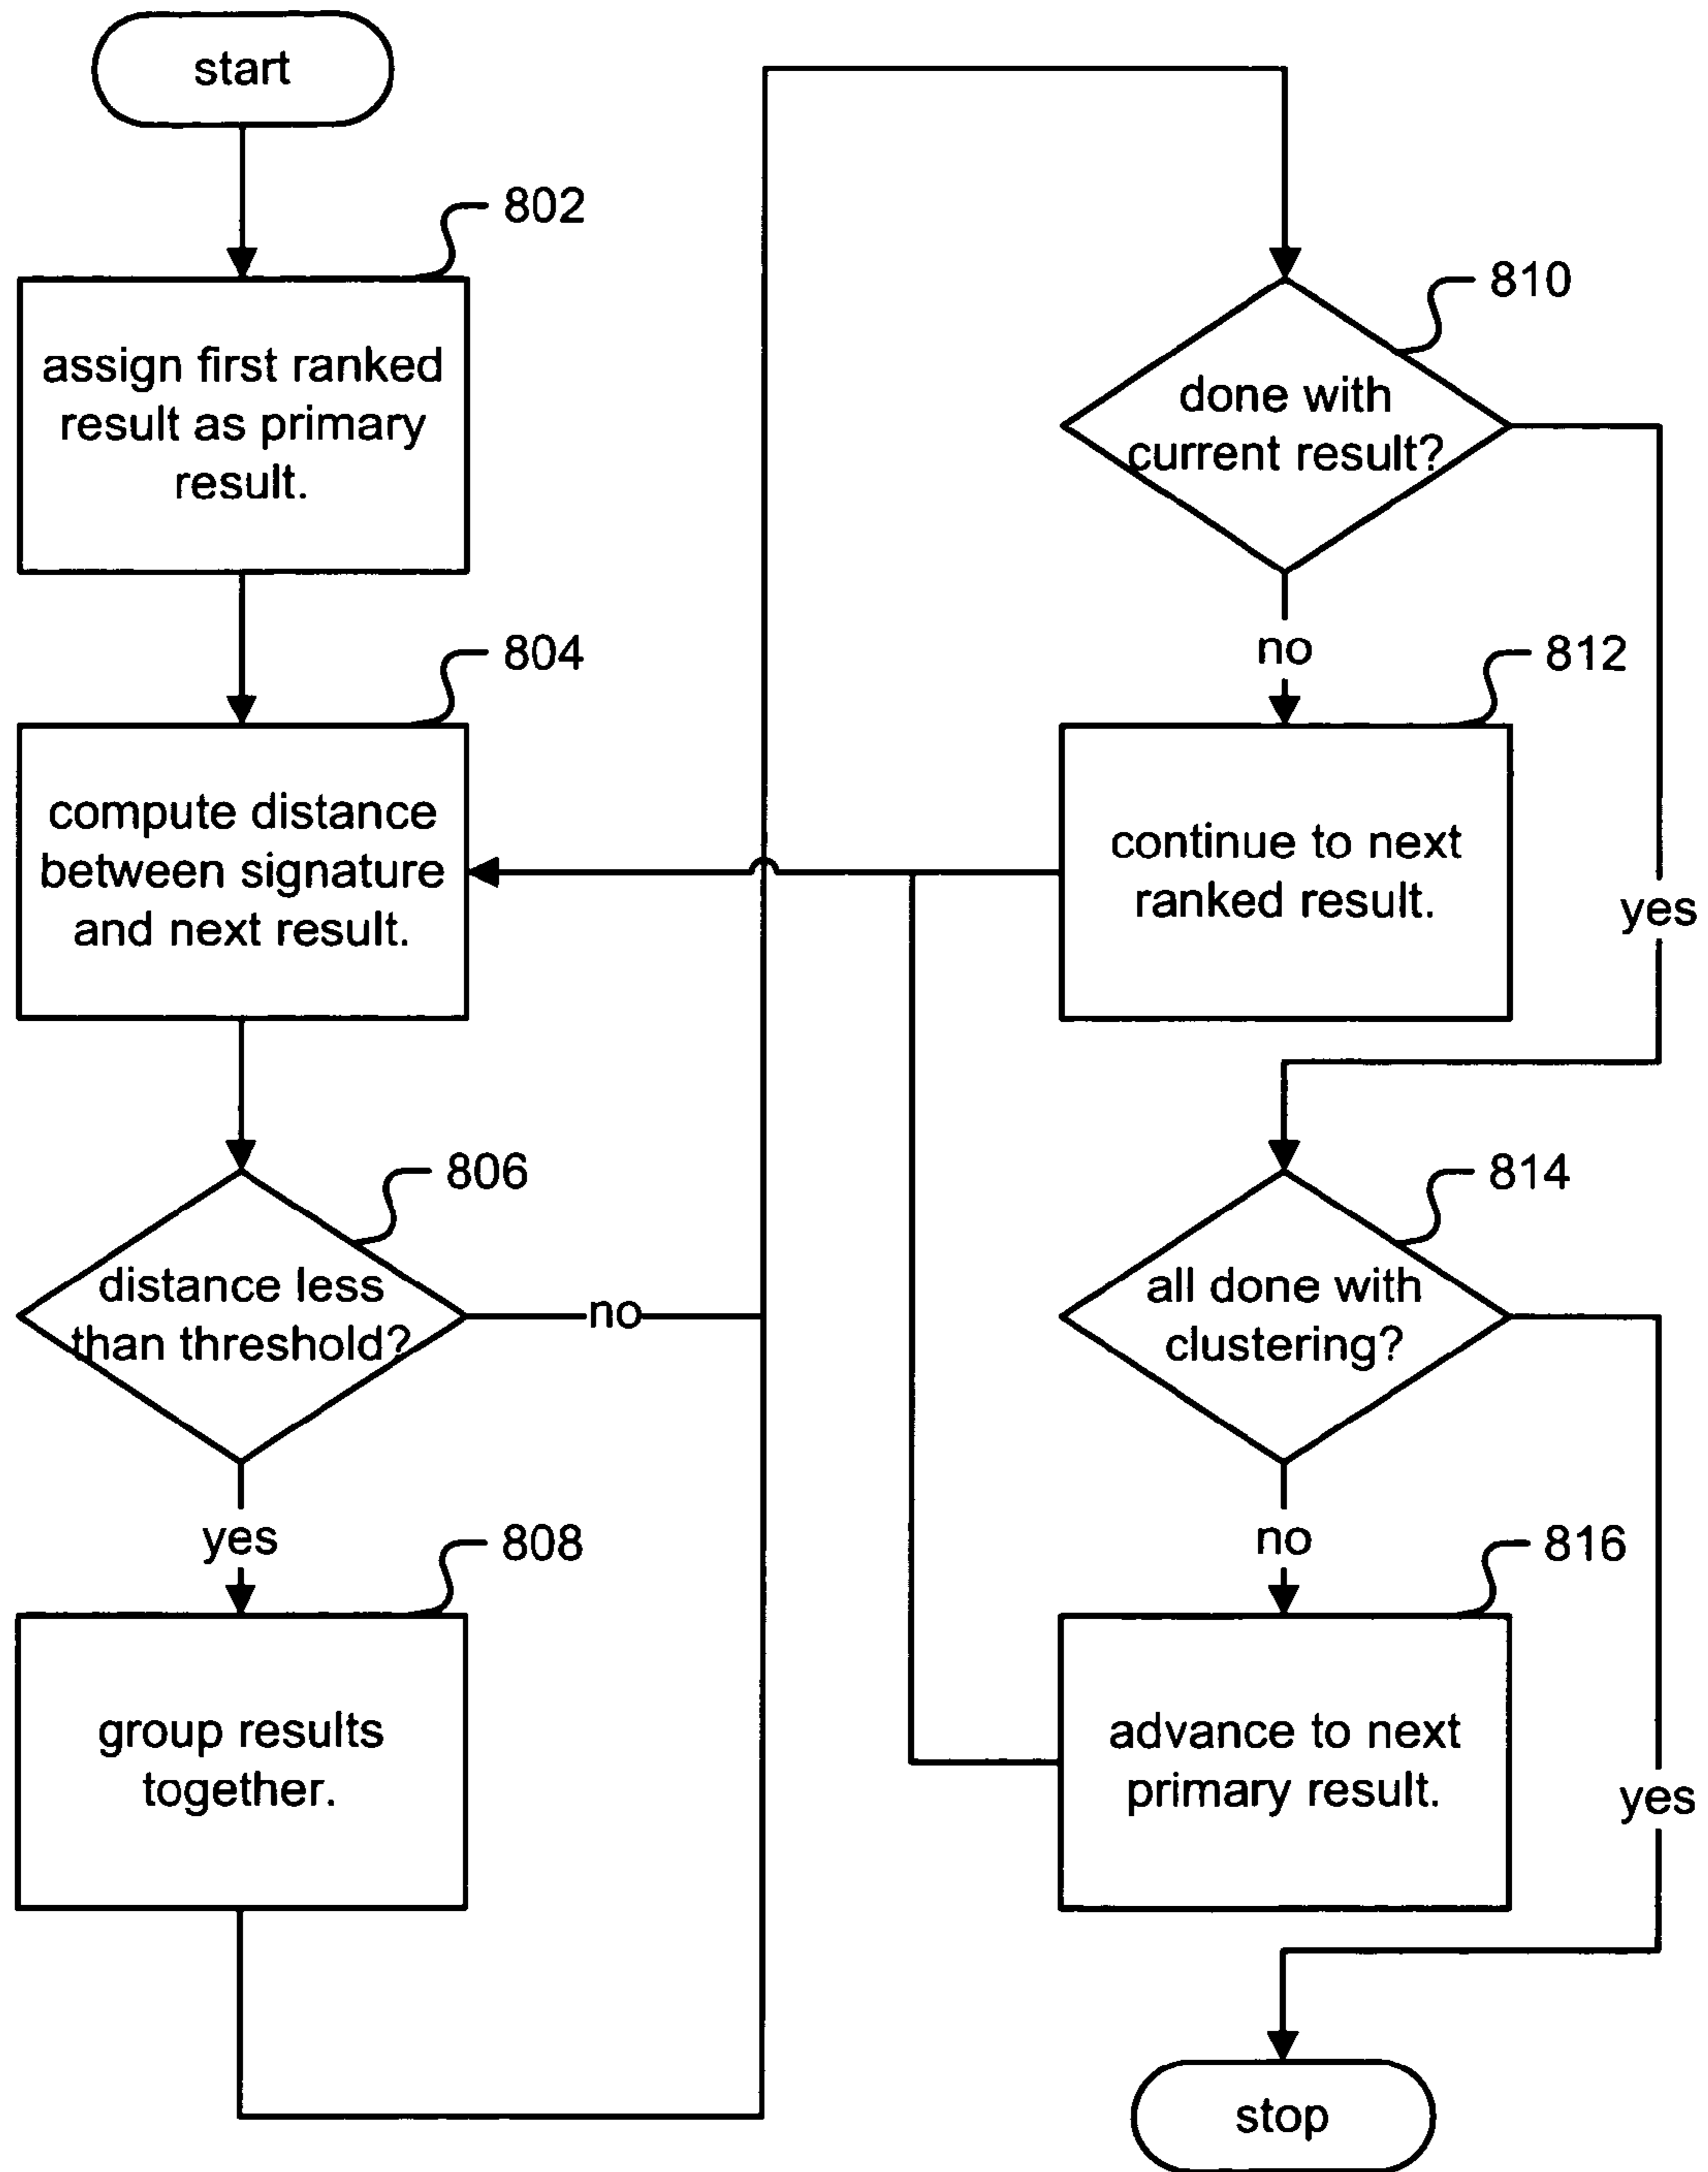 start
802
assign first ranked
result as primary
result.
804
compute distance
between signature
and next result.
806
distance less
than threshold?
no
yes
808
group results
together.
810
done with
current result?
no
yes
812
continue to next
ranked result.
814
all done with
clustering?
no
yes
816
advance to next
primary result.
stop